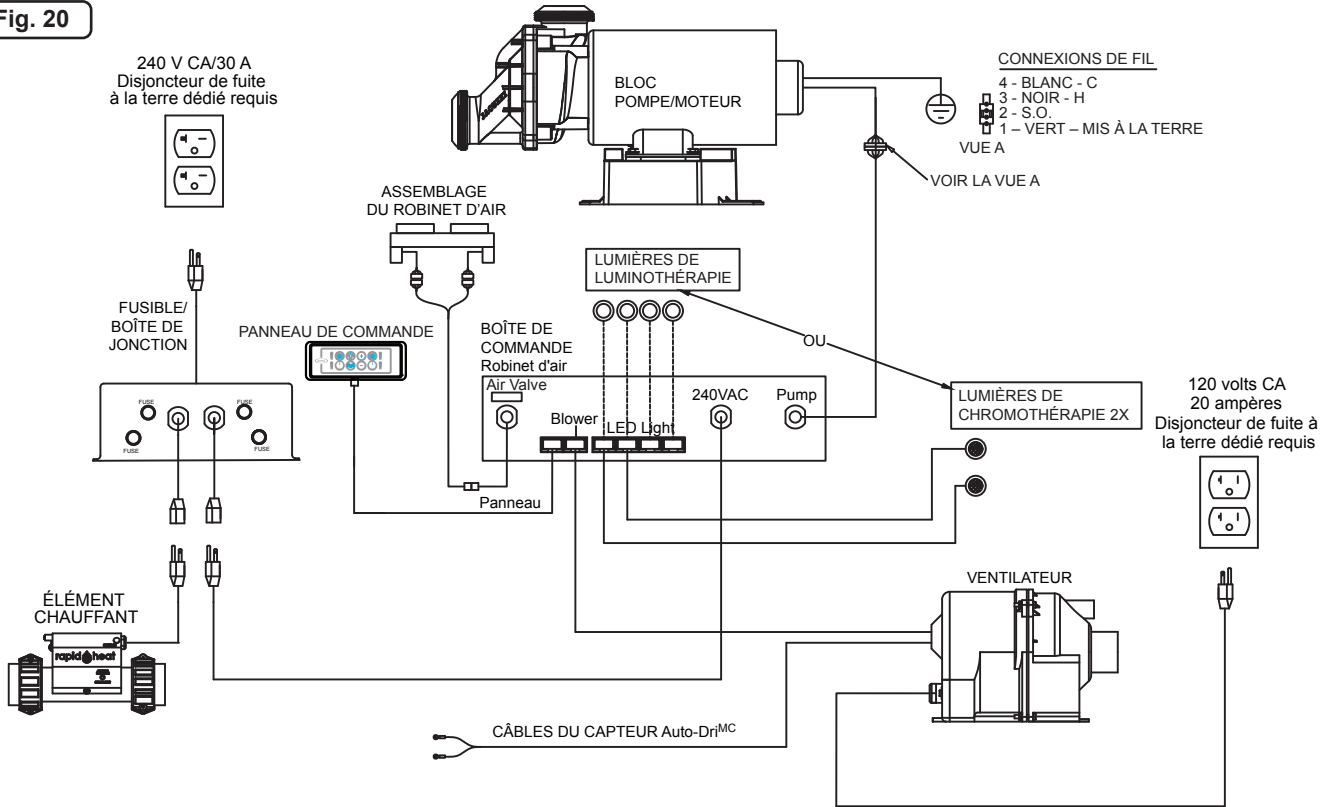 Fig. 20
240 V CA/30 A
Disjoncteur de fuite
à la terre dédié requis
BLOC
POMPE/MOTEUR
CONNEXIONS DE FIL
4 - BLANC - C
3 - NOIR - H
2 - S.O.
1 – VERT – MIS À LA TERRE
VUE A
VOIR LA VUE A
ASSEMBLAGE
DU ROBINET D'AIR
LUMIÈRES DE
LUMINOTHÉRAPIE
FUSIBLE/
BOÎTE DE
JONCTION
PANNEAU DE COMMANDE
BOÎTE DE
COMMANDE
Robinet d'air
Air Valve
OU
Blower
LED Light
240VAC
Pump
LUMIÈRES DE
CHROMOTHÉRAPIE 2X
120 volts CA
20 ampères
Disjoncteur de fuite à
la terre dédié requis
FUSE
FUSE
FUSE
FUSE
Panneau
VENTILATEUR
ÉLÉMENT
CHAUFFANT
rapid heat
CÂBLES DU CAPTEUR Auto-DriMC